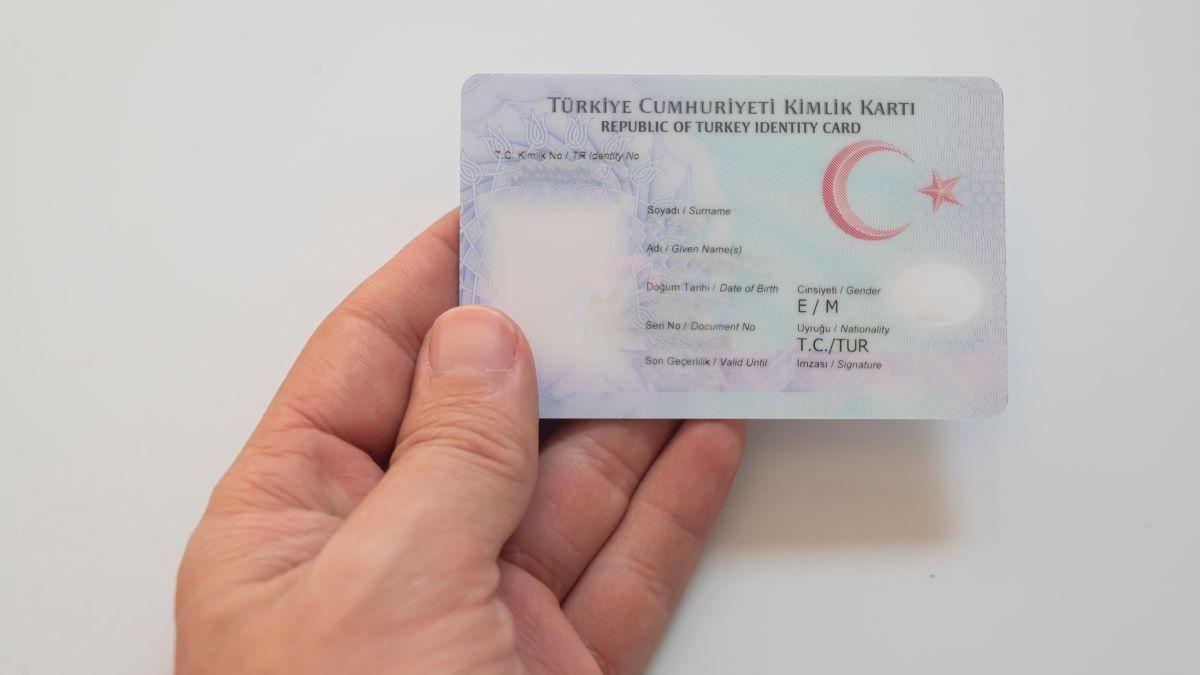 TÜRKİYE CUMHURİYETİ KİMLİK KARTI
REPUBLIC OF TURKEY IDENTITY CARD
T.C. Kimlik No / TR Identity No
Soyadı / Surname
Adı / Given Name(s)
Doğum Tarihi / Date of Birth
Cinsiyeti / Gender
E / M
Seri No / Document No
Uyruğu / Nationality
T.C./TUR
Son Geçerlilik / Valid Until
İmzası / Signature